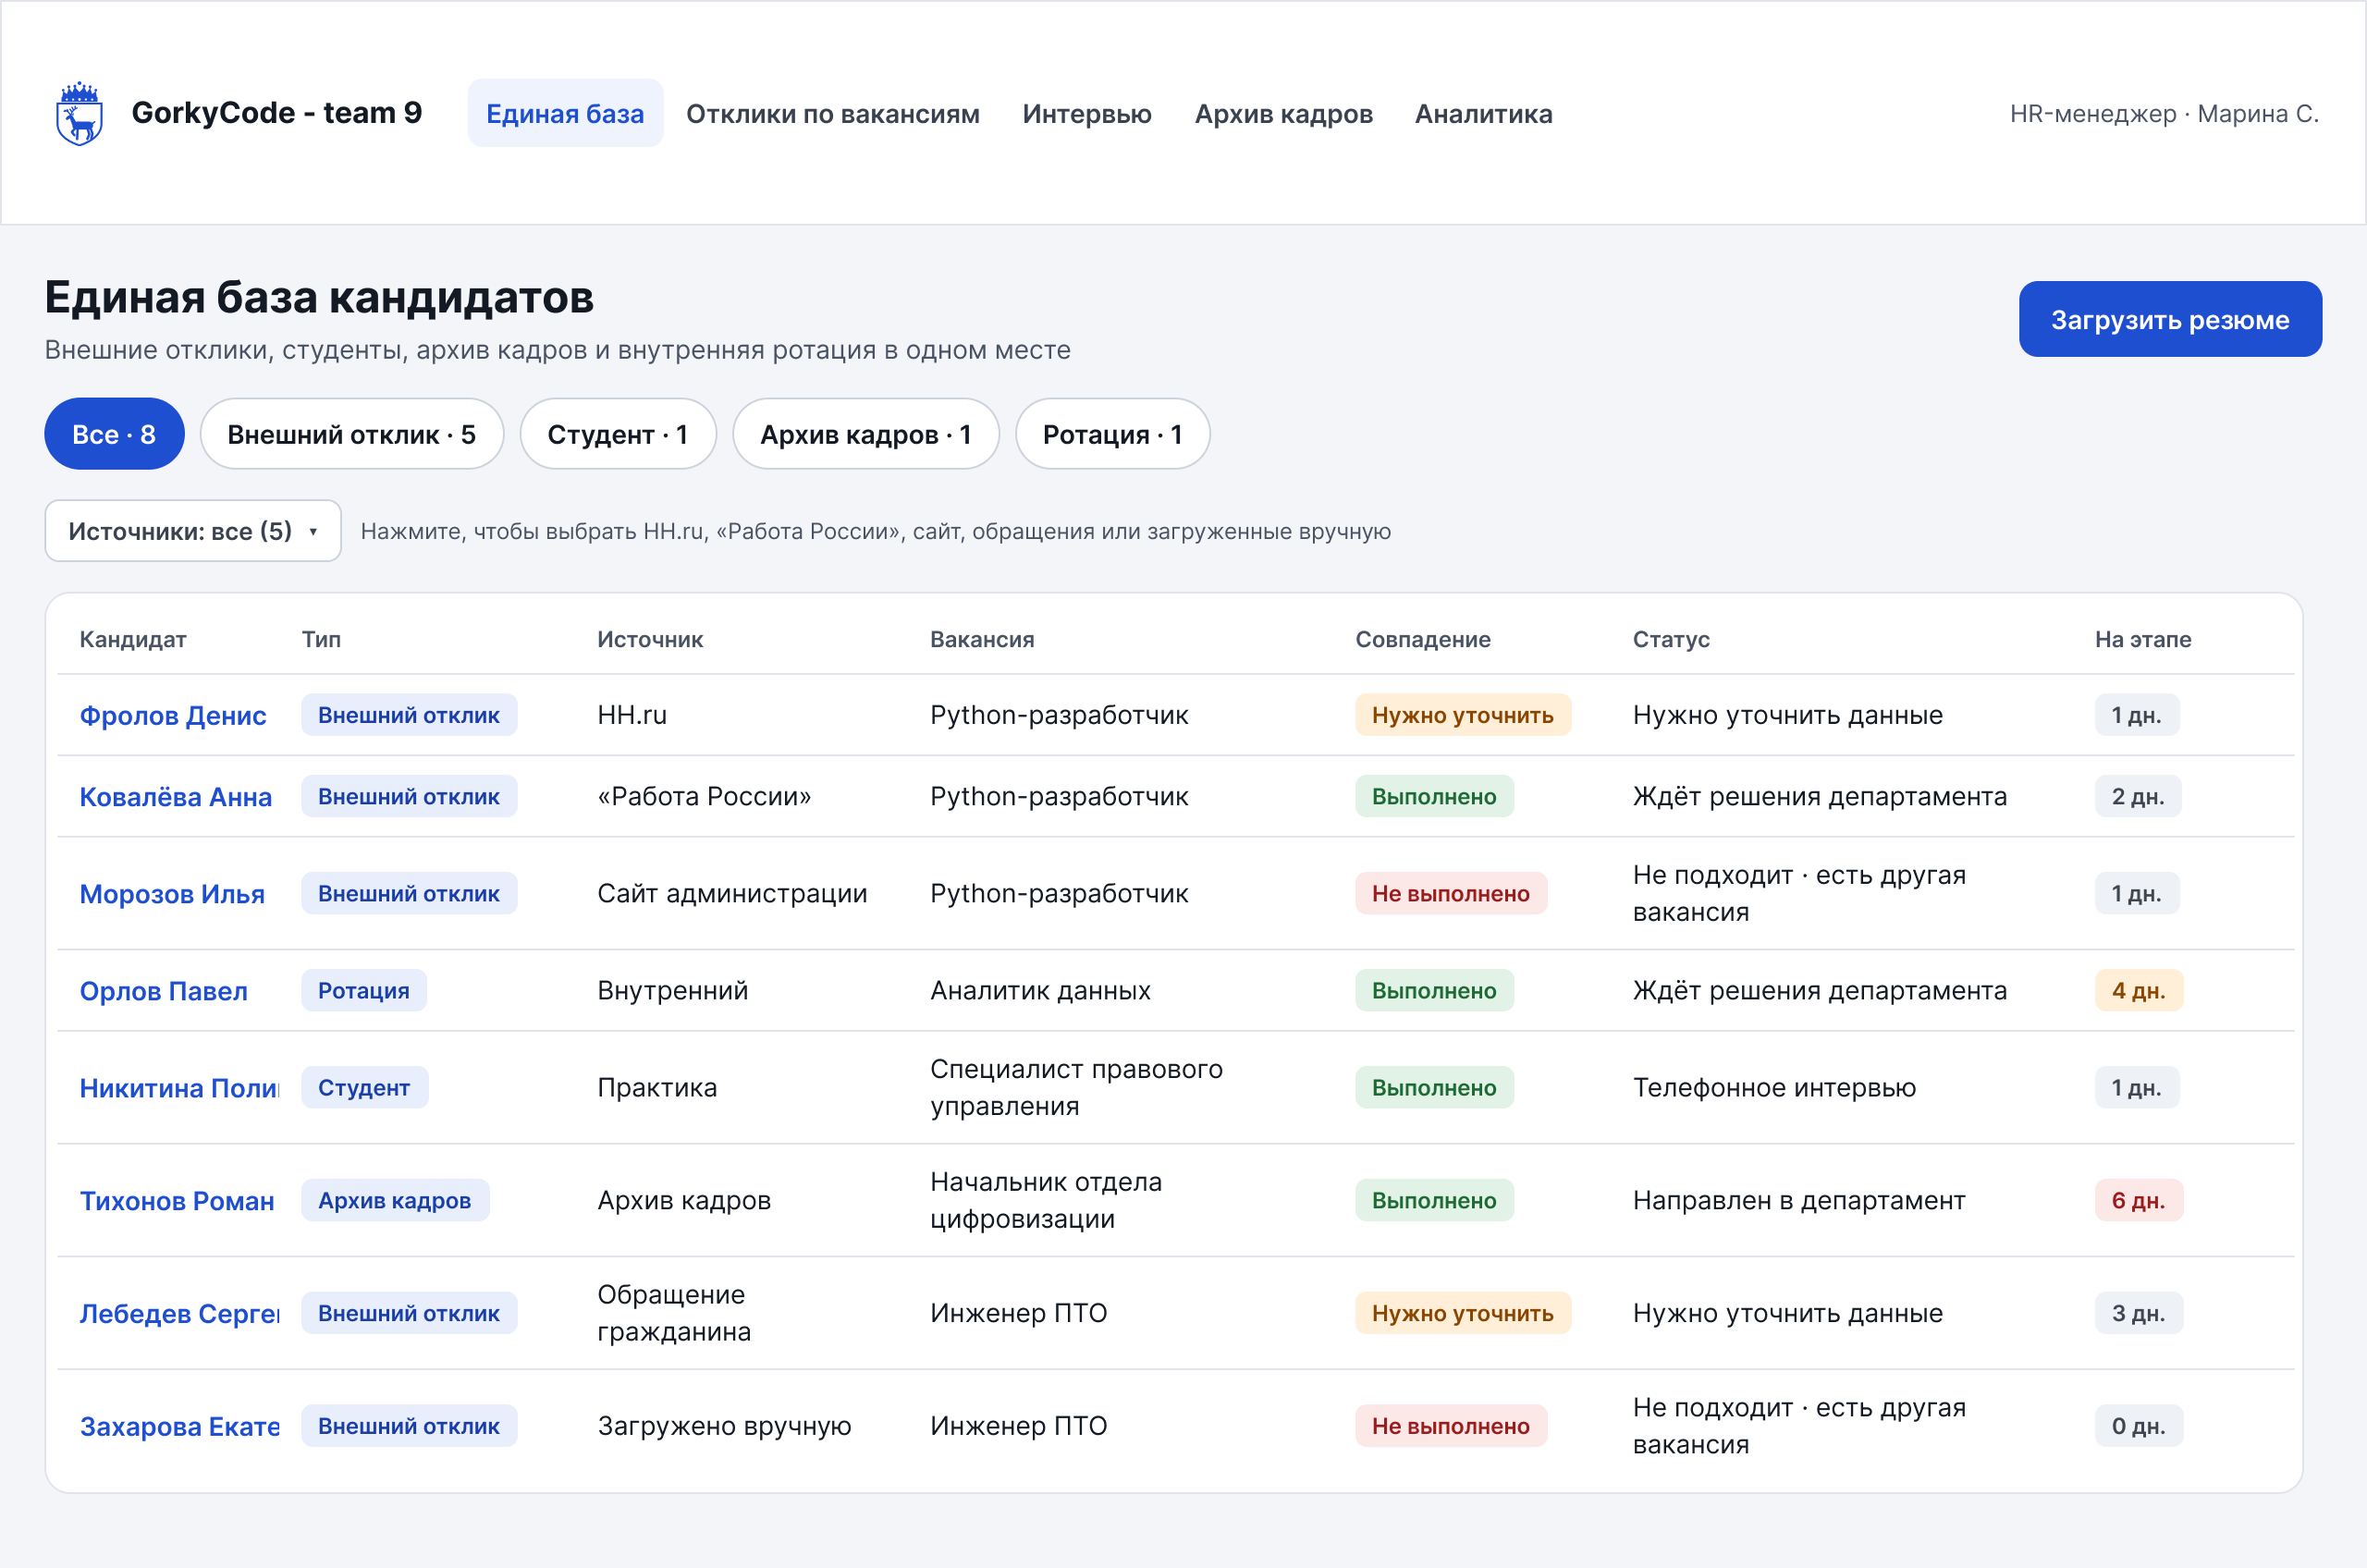 GorkyCode - team 9
Единая база
Отклики по вакансиям
Интервью
Архив кадров
Аналитика
HR-менеджер · Марина С.
Единая база кандидатов
Внешние отклики, студенты, архив кадров и внутренняя ротация в одном месте
Загрузить резюме
Все · 8
Внешний отклик · 5
Студент · 1
Архив кадров · 1
Ротация · 1
Источники: все (5) ▾
Нажмите, чтобы выбрать HH.ru, «Работа России», сайт, обращения или загруженные вручную
Кандидат Тип Источник Вакансия Совпадение Статус На этапе
Фролов Денис Внешний отклик HH.ru Python-разработчик Нужно уточнить Нужно уточнить данные 1 дн.
Ковалёва Анна Внешний отклик «Работа России» Python-разработчик Выполнено Ждёт решения департамента 2 дн.
Морозов Илья Внешний отклик Сайт администрации Python-разработчик Не выполнено Не подходит · есть другая
вакансия
1 дн.
Орлов Павел Ротация Внутренний Аналитик данных Выполнено Ждёт решения департамента 4 дн.
Никитина Студент Практика Специалист правового
управления
Выполнено Телефонное интервью 1 дн.
Тихонов Роман Архив кадров Архив кадров Начальник отдела
цифровизации
Выполнено Направлен в департамент 6 дн.
Лебедев Внешний отклик Обращение
гражданина
Инженер ПТО Нужно уточнить Нужно уточнить данные 3 дн.
Захарова Екате Внешний отклик Загружено вручную Инженер ПТО Не выполнено Не подходит · есть другая
вакансия
0 дн.